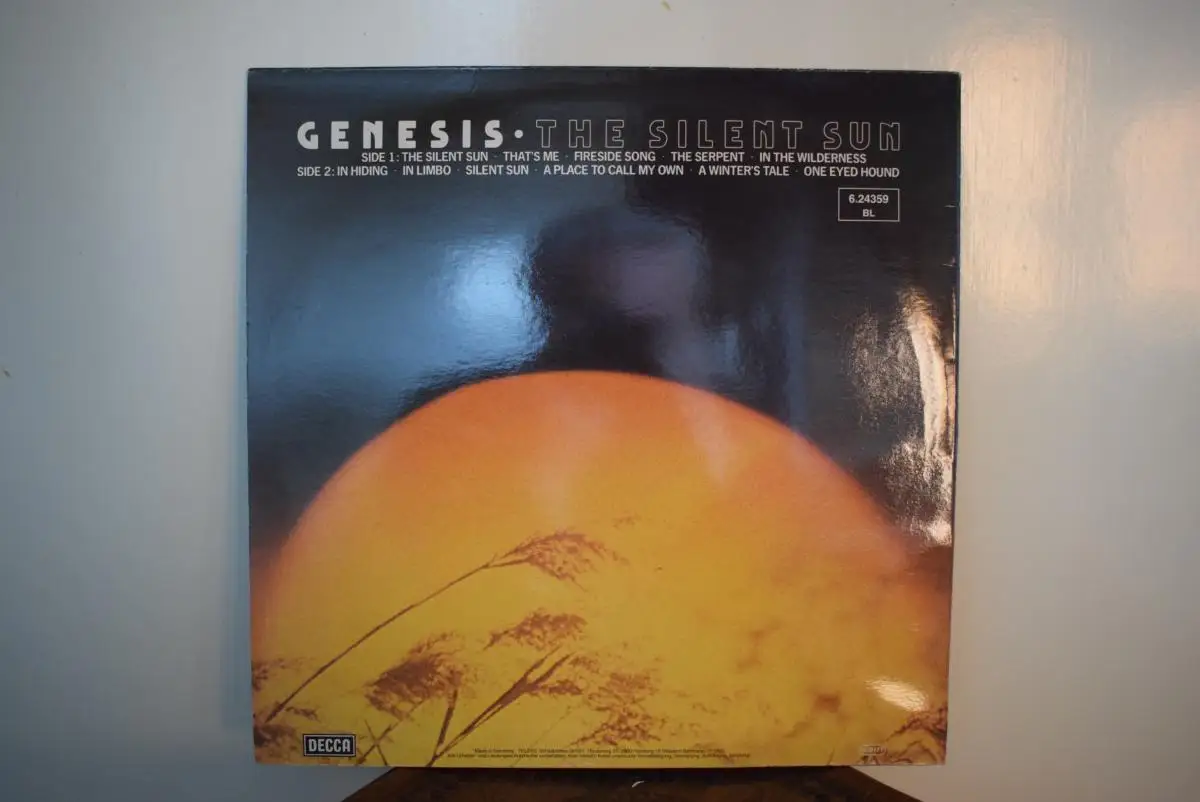 GENESIS · THE SILENT SUN
SIDE 1: THE SILENT SUN · THAT'S ME · FIRESIDE SONG · THE SERPENT · IN THE WILDERNESS
SIDE 2: IN HIDING · IN LIMBO · SILENT SUN · A PLACE TO CALL MY OWN · A WINTER'S TALE · ONE EYED HOUND
6.24359
BL
DECCA